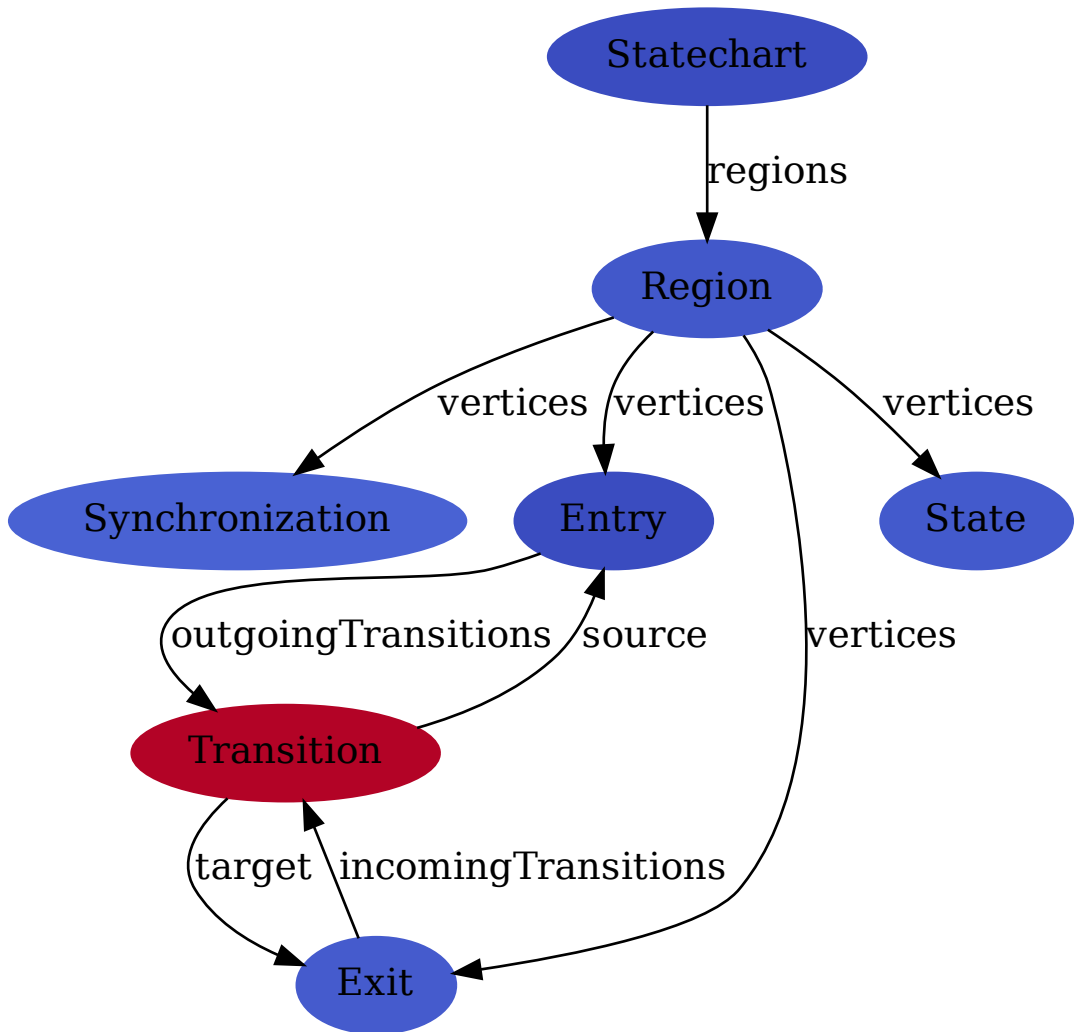 Statechart
regions
Region
vertices
vertices
vertices
Synchronization
Entry
State
outgoingTransitions
source
vertices
Transition
target
incomingTransitions
Exit